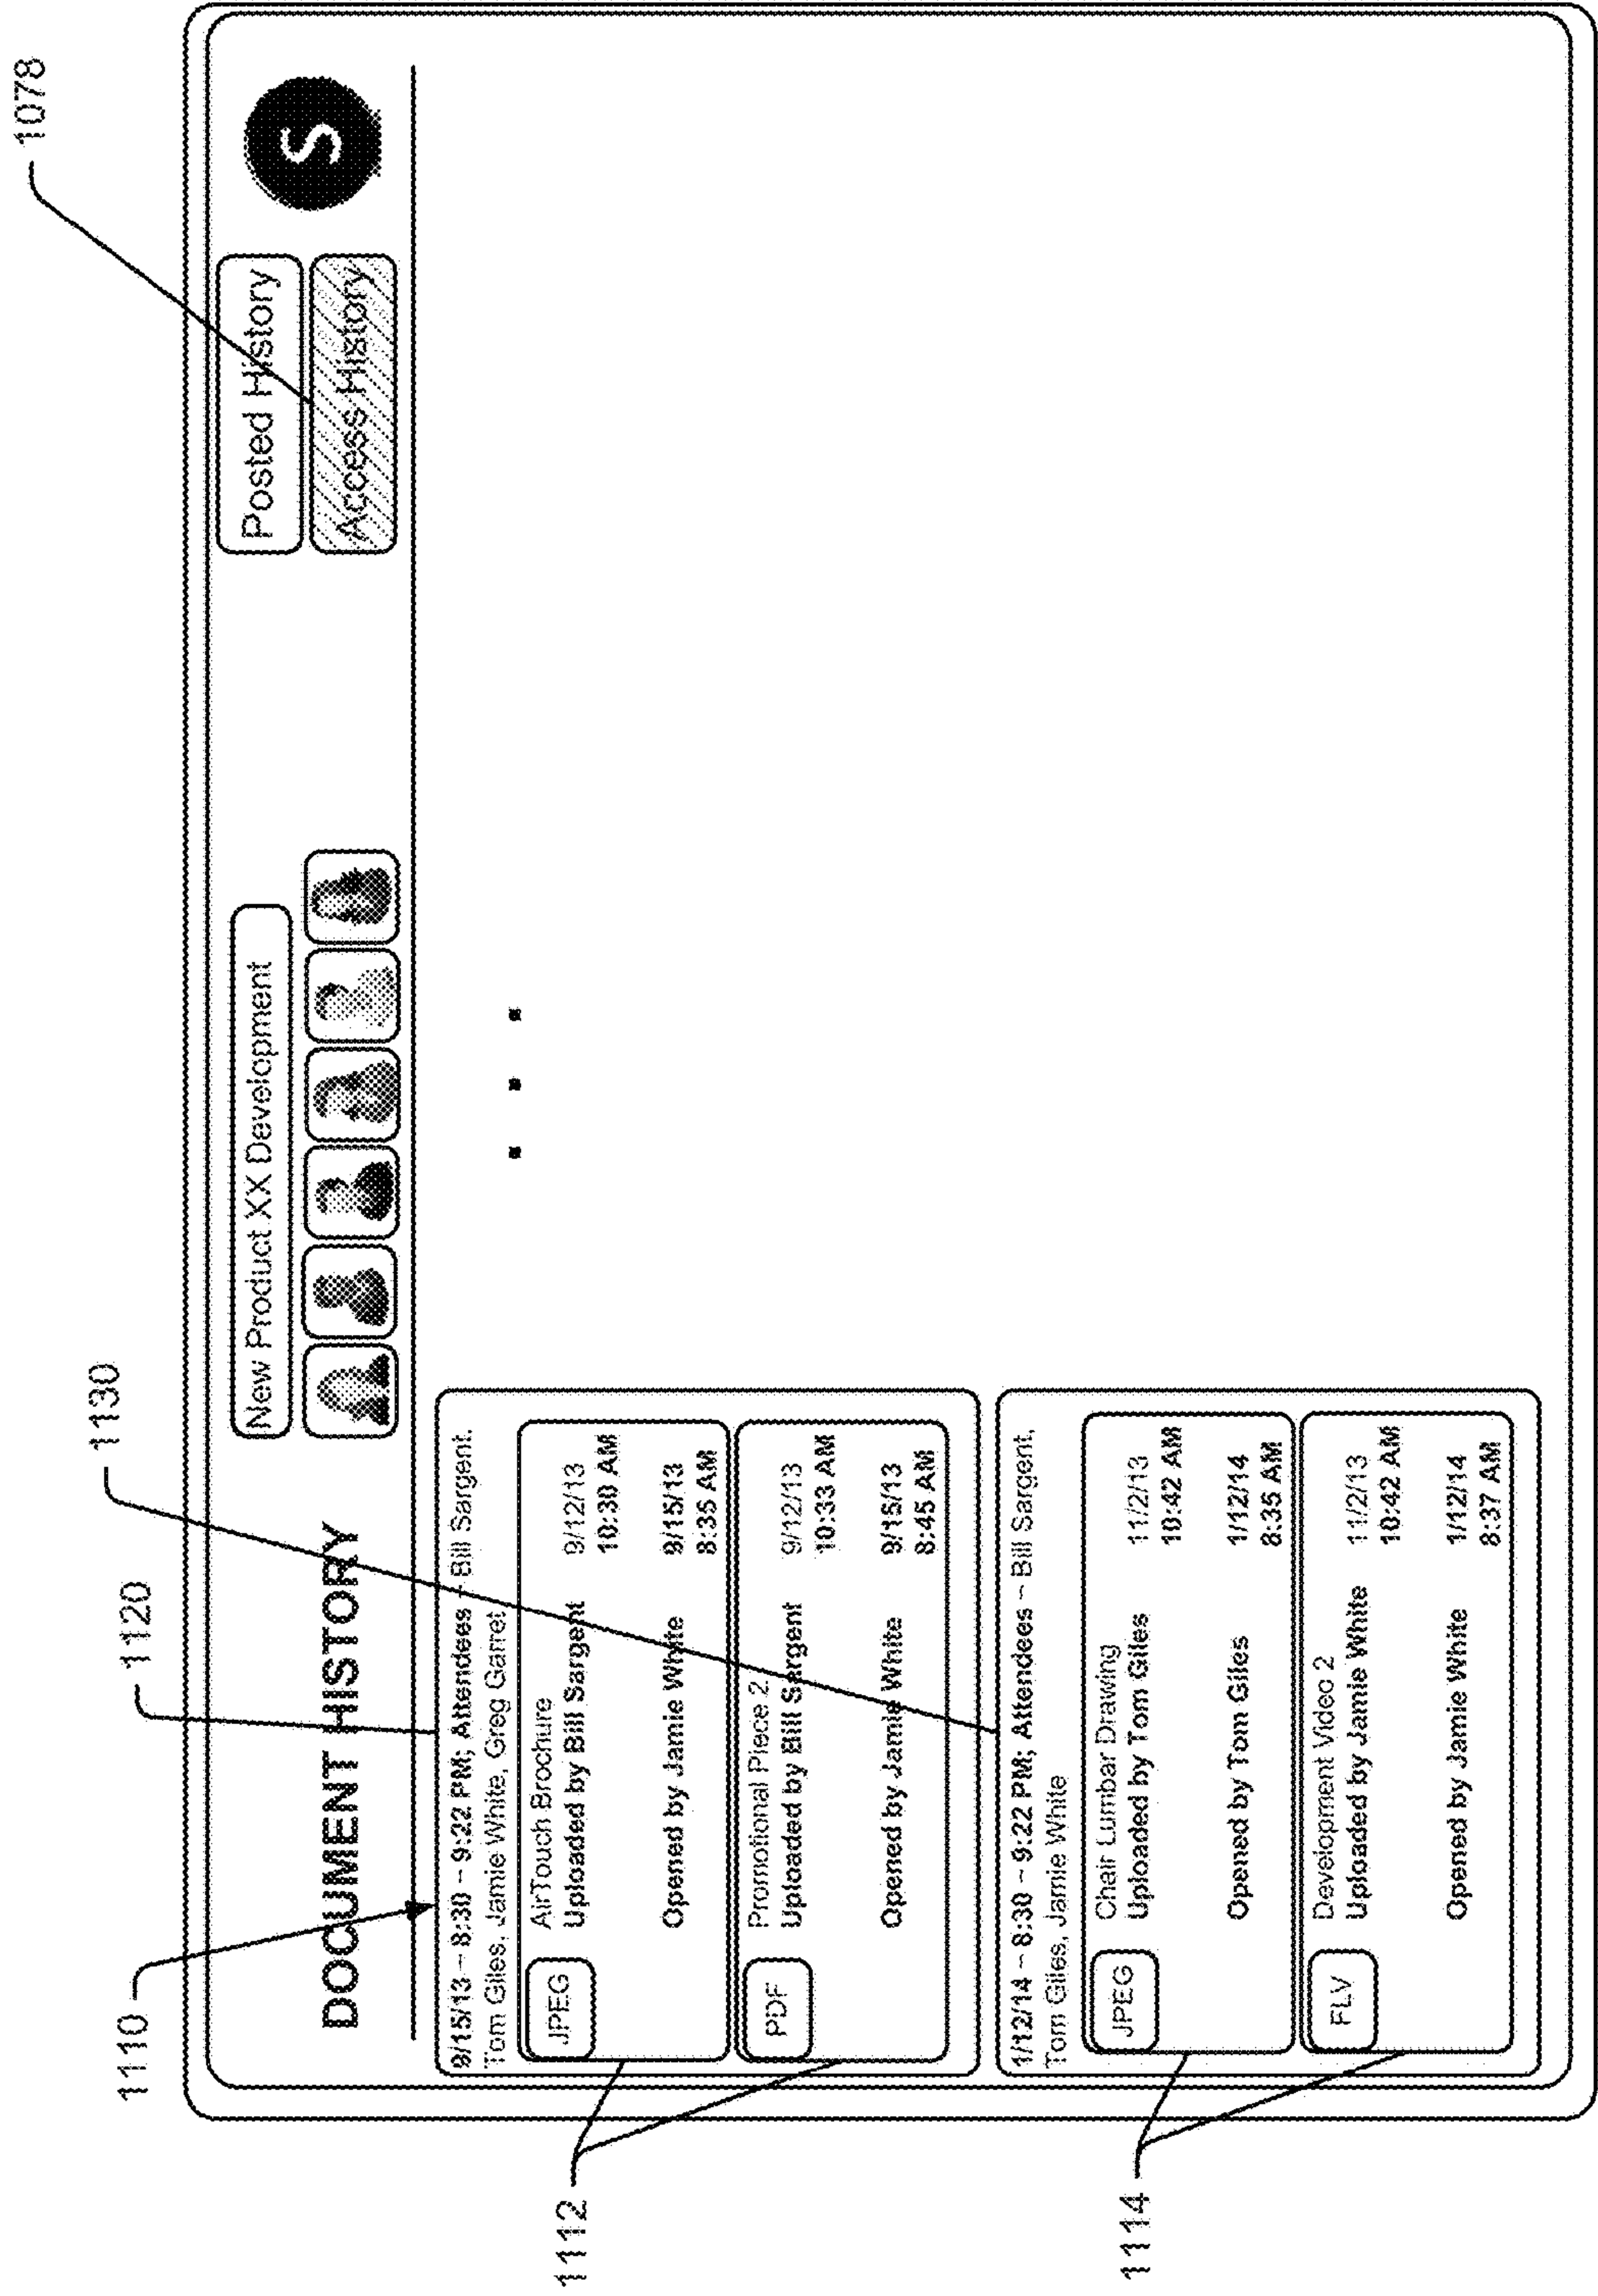 1078
1130
1120
1110
DOCUMENT HISTORY
New Product XX Development
Posted History
Access History
S
9/15/13 – 8:30 – 9:22 PM; Attendees – Bill Sargent,
Tom Giles, Jamie White, Greg Garret
JPEG
AirTouch Brochure
Uploaded by Bill Sargent
9/12/13
10:30 AM
Opened by Jamie White
9/15/13
8:35 AM
PDF
Promotional Piece 2
Uploaded by Bill Sargent
9/12/13
10:33 AM
Opened by Jamie White
9/15/13
8:45 AM
1112
1/12/14 – 8:30 – 9:22 PM; Attendees – Bill Sargent,
Tom Giles, Jamie White
JPEG
Chair Lumbar Drawing
Uploaded by Tom Giles
11/2/13
10:42 AM
Opened by Tom Giles
1/12/14
8:35 AM
FLV
Development Video 2
Uploaded by Jamie White
11/2/13
10:42 AM
Opened by Jamie White
1/12/14
8:37 AM
1114